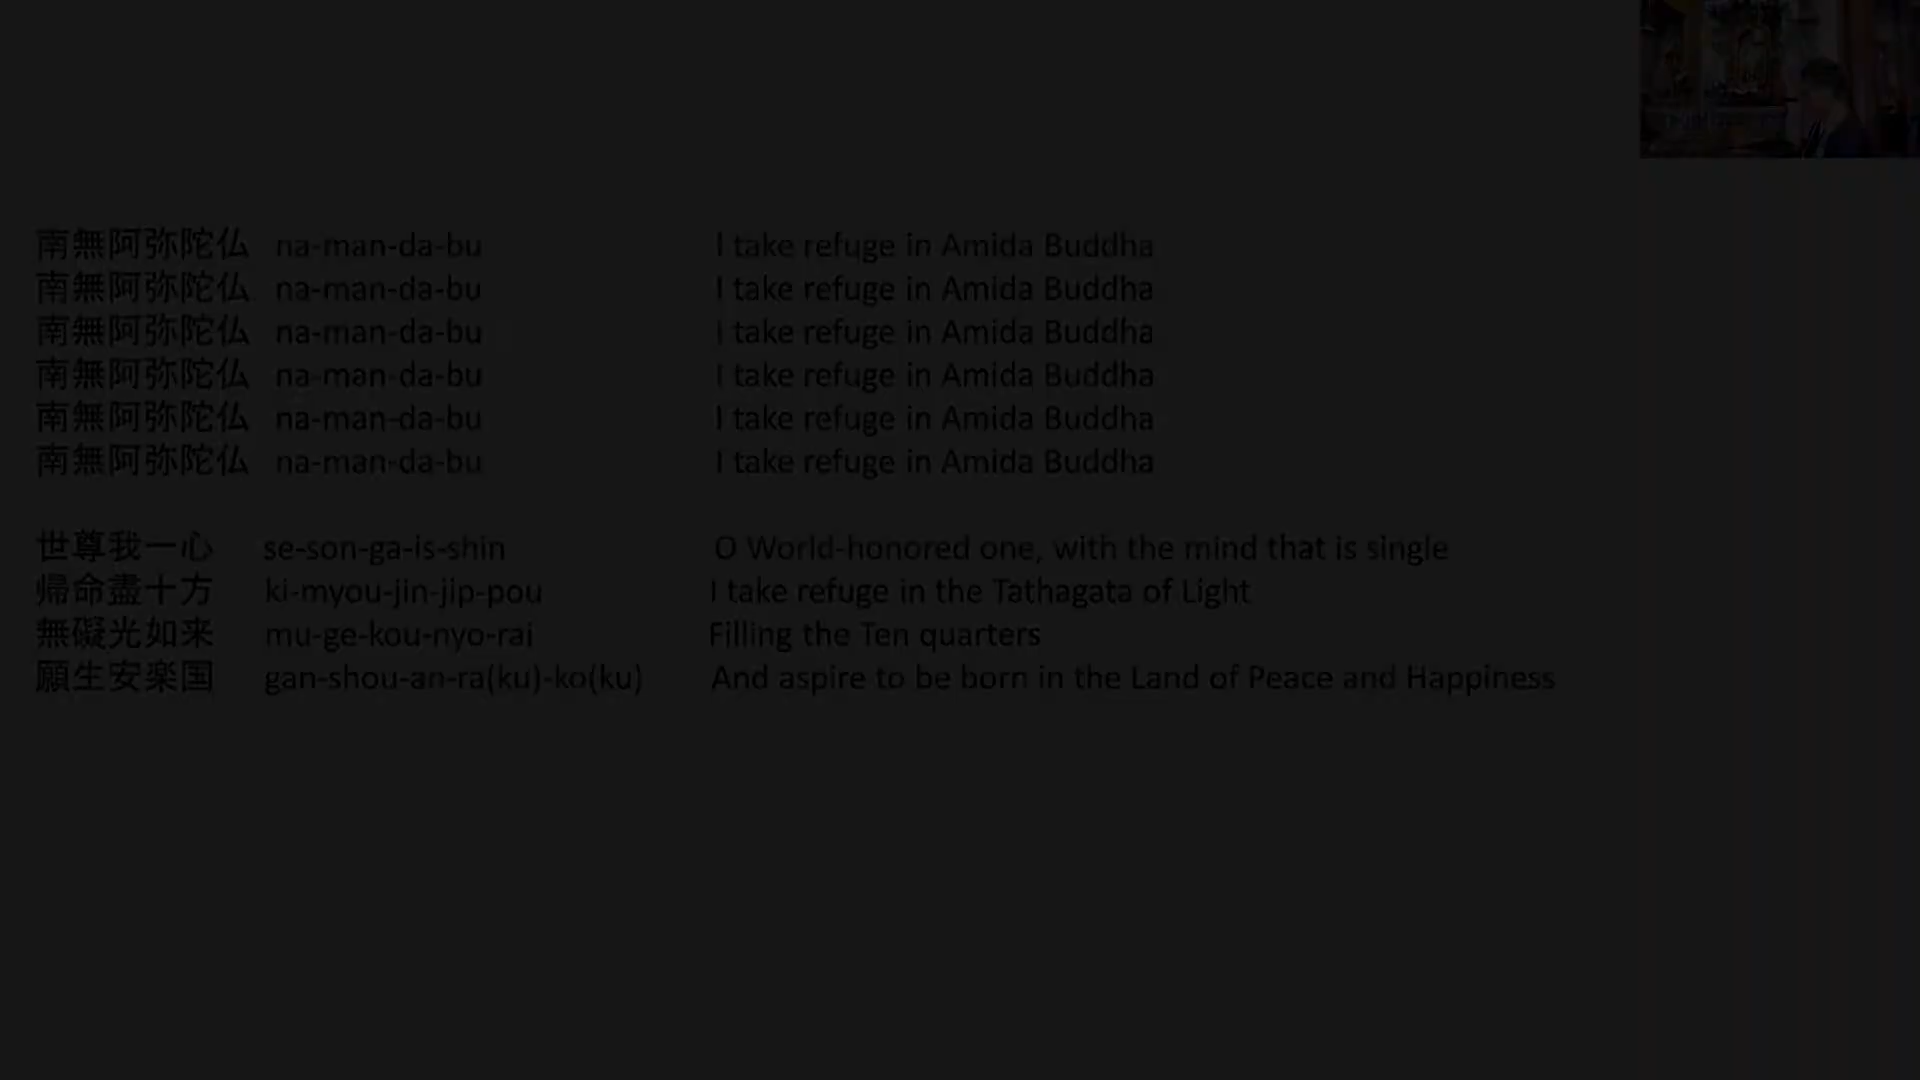 南無阿弥陀仏 na-man-da-bu I take refuge in Amida Buddha
南無阿弥陀仏 na-man-da-bu I take refuge in Amida Buddha
南無阿弥陀仏 na-man-da-bu I take refuge in Amida Buddha
南無阿弥陀仏 na-man-da-bu I take refuge in Amida Buddha
南無阿弥陀仏 na-man-da-bu I take refuge in Amida Buddha
南無阿弥陀仏 na-man-da-bu I take refuge in Amida Buddha
世尊我一心 se-son-ga-is-shin O World-honored one, with the mind that is single
帰命盡十方 ki-myou-jin-jip-pou I take refuge in the Tathagata of Light
無礙光如来 mu-ge-kou-nyo-rai Filling the Ten quarters
願生安楽国 gan-shou-an-ra(ku)-ko(ku) And aspire to be born in the Land of Peace and Happiness